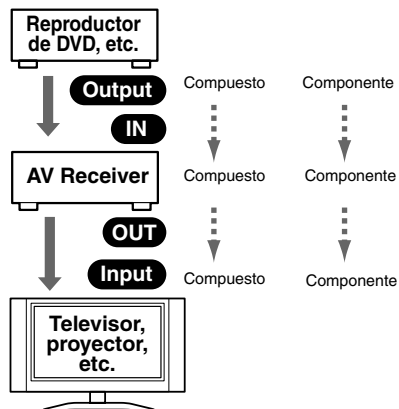 Reproductor
de DVD, etc.
Output Compuesto Componente
IN
AV Receiver Compuesto Componente
OUT
Input Compuesto Componente
Televisor,
proyector,
etc.